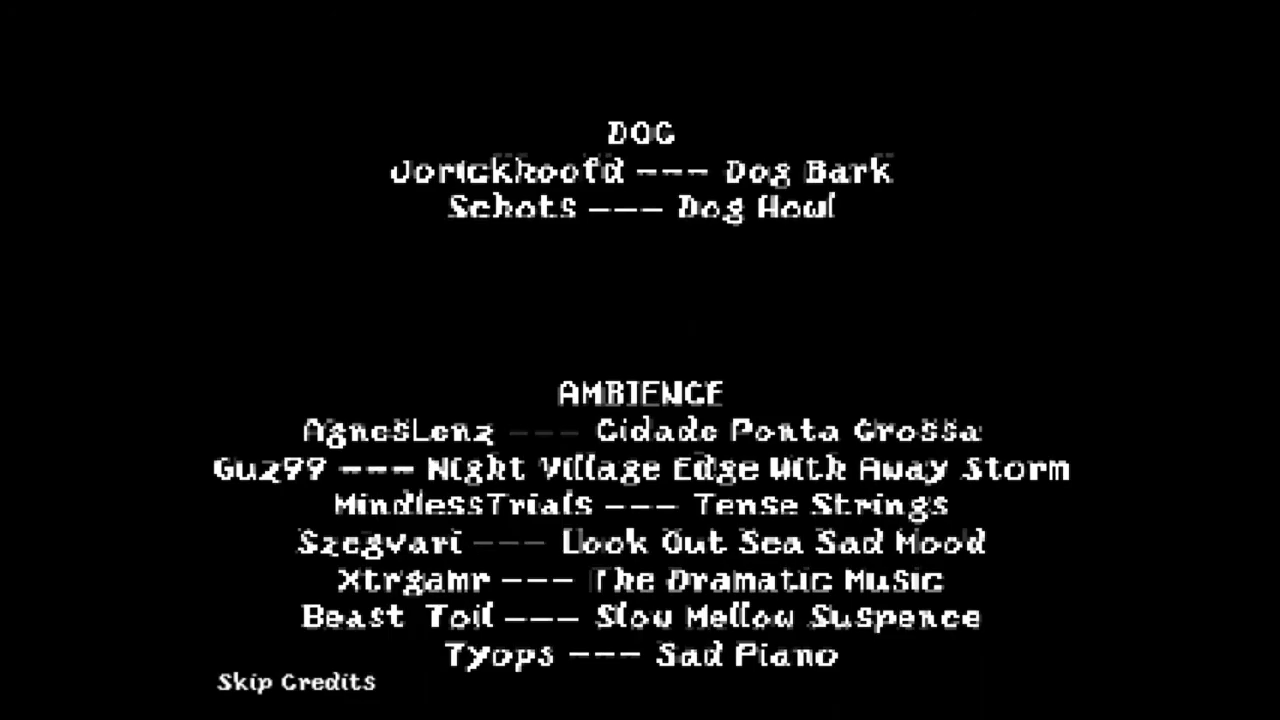 DOG
Jorickhoofd --- Dog Bark
Schots --- Dog Howl
AMBIENCE
AgnesLenz --- Cidade Ponta Grossa
Guz99 --- Night Village Edge With Away Storm
MindlessTrials --- Tense Strings
Szegvari --- Look Out Sea Sad Mood
Xtrgamr --- The Dramatic Music
Beast Toil --- Slow Mellow Suspence
Tyops --- Sad Piano
Skip Credits